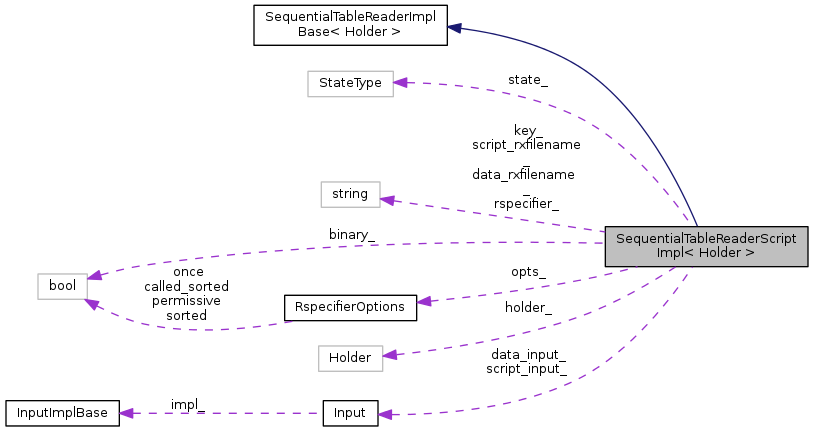 SequentialTableReaderImpl
Base< Holder >
StateType
state_
key_
script_rxfilename
_
data_rxfilename
_
rspecifier_
string
SequentialTableReaderScript
Impl< Holder >
binary_
bool
once
called_sorted
permissive
sorted
opts_
RspecifierOptions
holder_
Holder
data_input_
script_input_
InputImplBase
impl_
Input